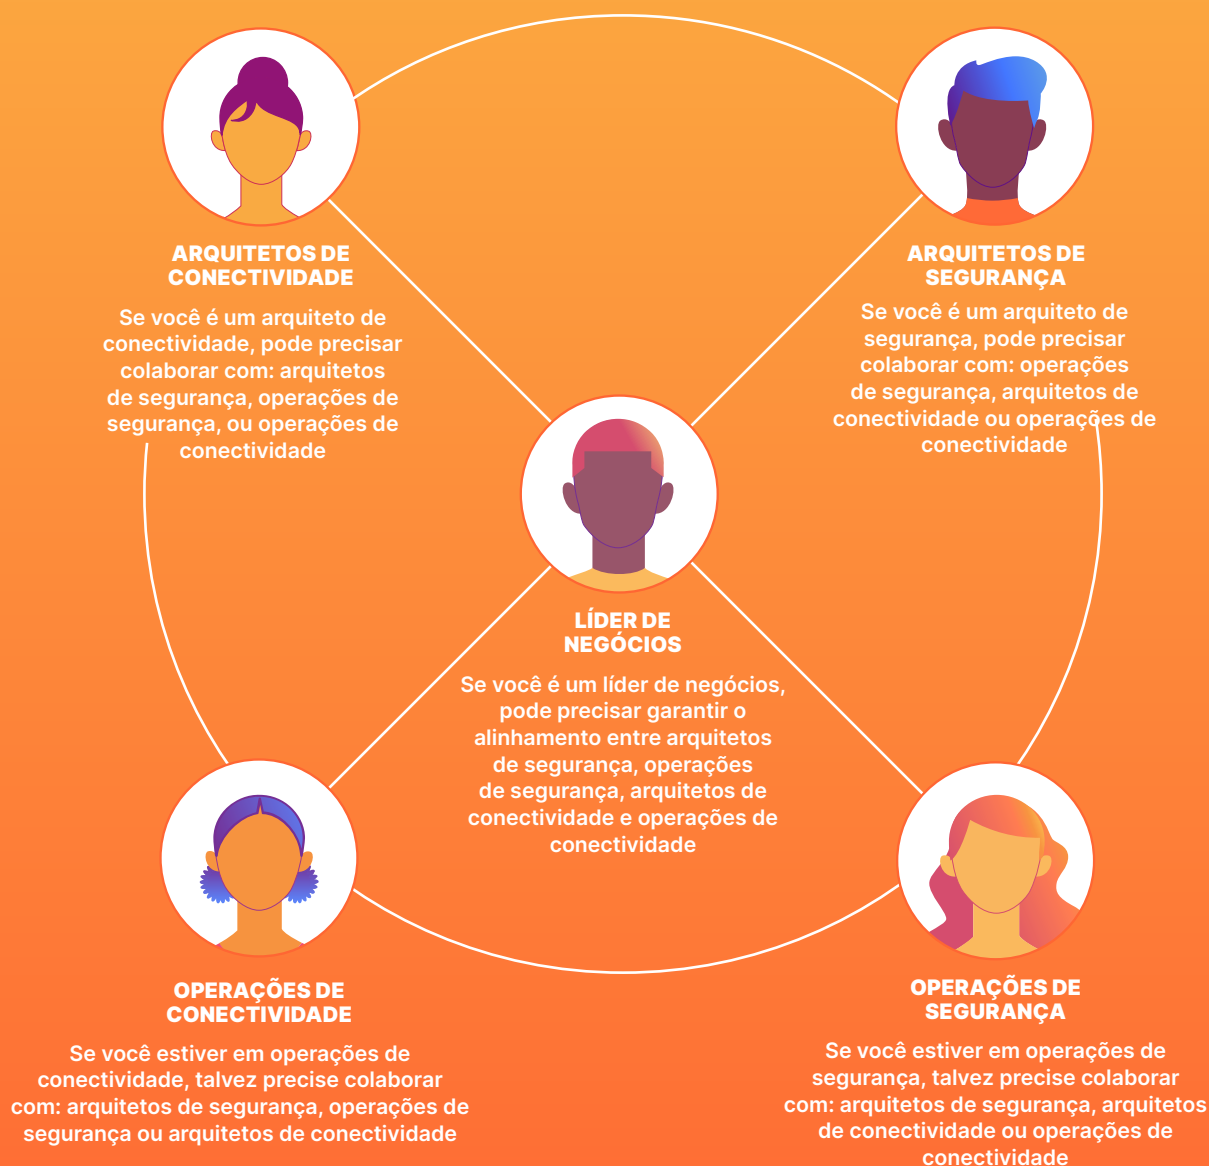 ARQUITETOS DE
CONECTIVIDADE
Se você é um arquiteto de
conectividade, pode precisar
colaborar com: arquitetos
de segurança, operações de
segurança, ou operações de
conectividade
ARQUITETOS DE
SEGURANÇA
Se você é um arquiteto de
segurança, pode precisar
colaborar com: operações
de segurança, arquitetos de
conectividade ou operações de
conectividade
LÍDER DE
NEGÓCIOS
Se você é um líder de negócios,
pode precisar garantir o
alinhamento entre arquitetos
de segurança, operações
de segurança, arquitetos de
conectividade e operações de
conectividade
OPERAÇÕES DE
CONECTIVIDADE
Se você estiver em operações de
conectividade, talvez precise colaborar
com: arquitetos de segurança, operações de
segurança ou arquitetos de conectividade
OPERAÇÕES DE
SEGURANÇA
Se você estiver em operações de
segurança, talvez precise colaborar
com: arquitetos de segurança, arquitetos
de conectividade ou operações de
conectividade